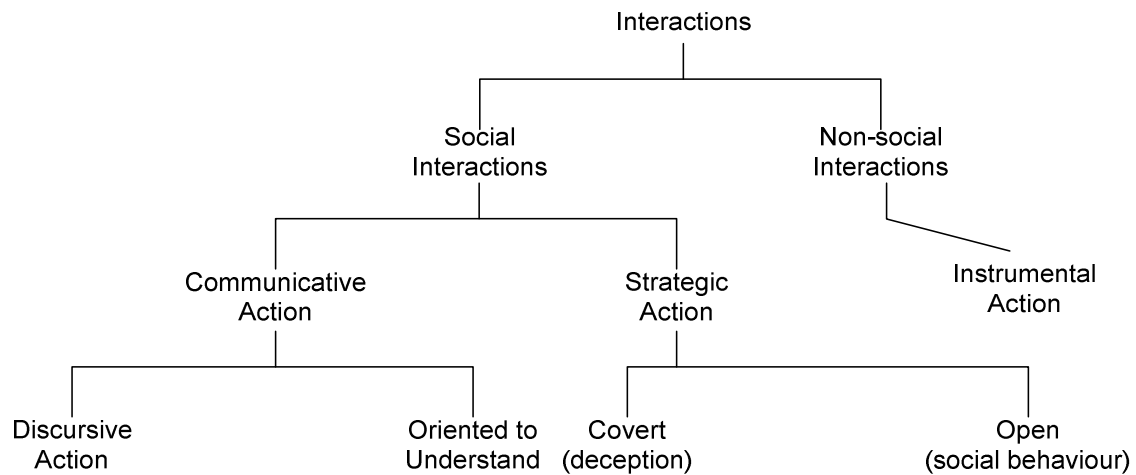 Interactions
Social
Interactions
Non-social
Interactions
Communicative
Action
Strategic
Action
Instrumental
Action
Discursive
Action
Oriented to
Understand
Covert
(deception)
Open
(social behaviour)